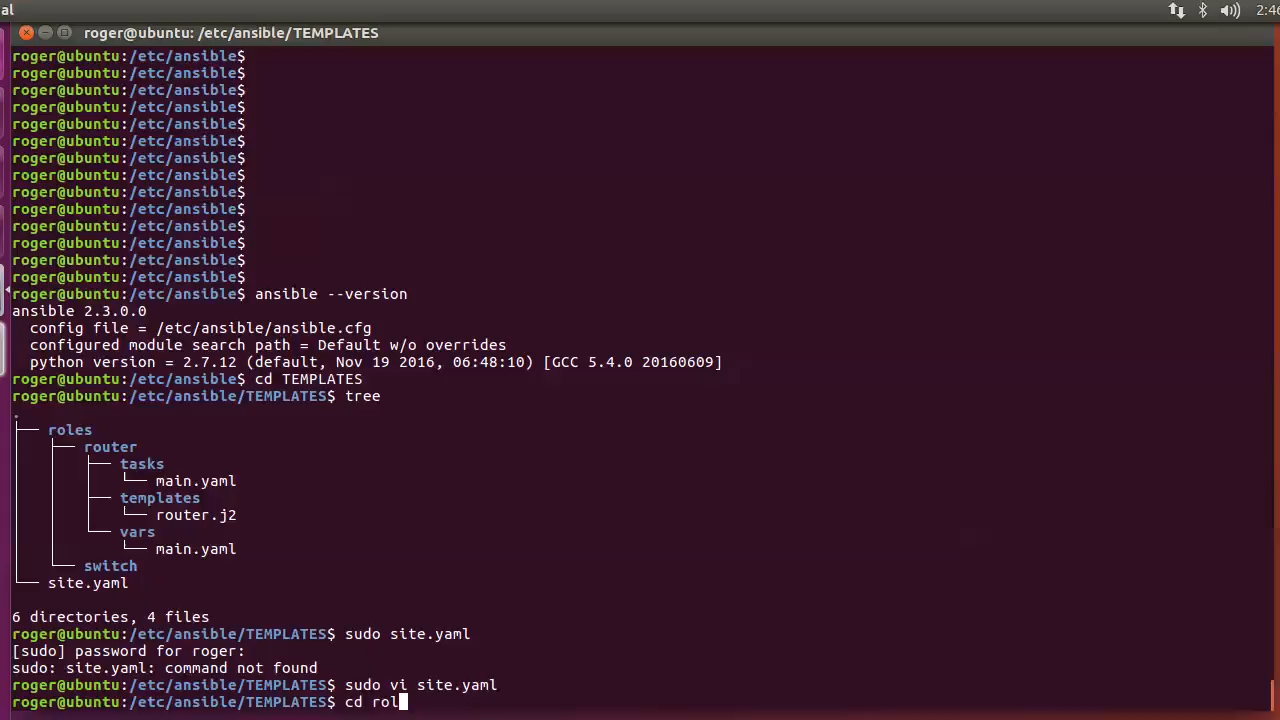 al
2:46
roger@ubuntu: /etc/ansible/TEMPLATES
roger@ubuntu:/etc/ansible$
roger@ubuntu:/etc/ansible$
roger@ubuntu:/etc/ansible$
roger@ubuntu:/etc/ansible$
roger@ubuntu:/etc/ansible$
roger@ubuntu:/etc/ansible$
roger@ubuntu:/etc/ansible$
roger@ubuntu:/etc/ansible$
roger@ubuntu:/etc/ansible$
roger@ubuntu:/etc/ansible$
roger@ubuntu:/etc/ansible$
roger@ubuntu:/etc/ansible$
roger@ubuntu:/etc/ansible$
roger@ubuntu:/etc/ansible$
roger@ubuntu:/etc/ansible$ ansible --version
ansible 2.3.0.0
  config file = /etc/ansible/ansible.cfg
  configured module search path = Default w/o overrides
  python version = 2.7.12 (default, Nov 19 2016, 06:48:10) [GCC 5.4.0 20160609]
roger@ubuntu:/etc/ansible$ cd TEMPLATES
roger@ubuntu:/etc/ansible/TEMPLATES$ tree
.
├── roles
│   ├── router
│   │   ├── tasks
│   │   │   └── main.yaml
│   │   ├── templates
│   │   │   └── router.j2
│   │   └── vars
│   │       └── main.yaml
│   └── switch
└── site.yaml
6 directories, 4 files
roger@ubuntu:/etc/ansible/TEMPLATES$ sudo site.yaml
[sudo] password for roger:
sudo: site.yaml: command not found
roger@ubuntu:/etc/ansible/TEMPLATES$ sudo vi site.yaml
roger@ubuntu:/etc/ansible/TEMPLATES$ cd rol